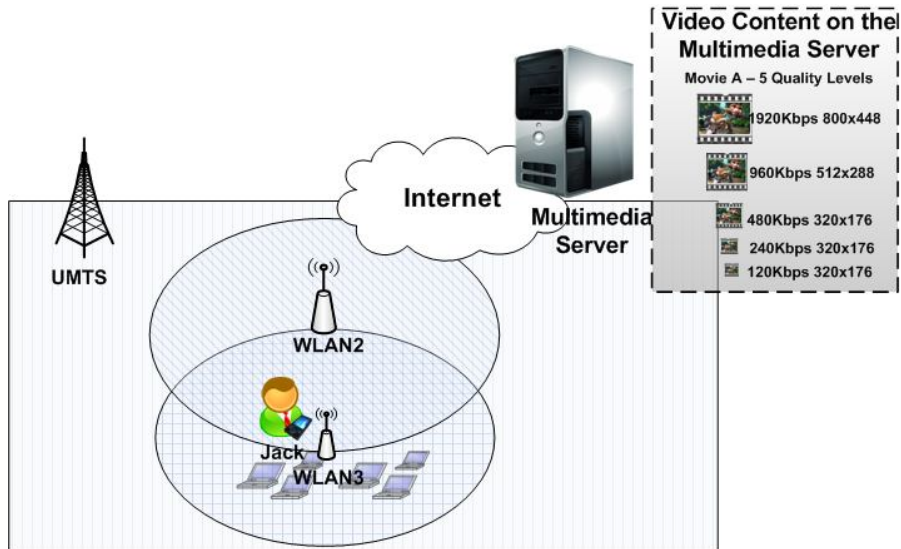 Video Content on the
Multimedia Server
Movie A – 5 Quality Levels
1920Kbps 800x448
960Kbps 512x288
480Kbps 320x176
240Kbps 320x176
120Kbps 320x176
Internet
Multimedia
Server
UMTS
WLAN2
Jack
WLAN3